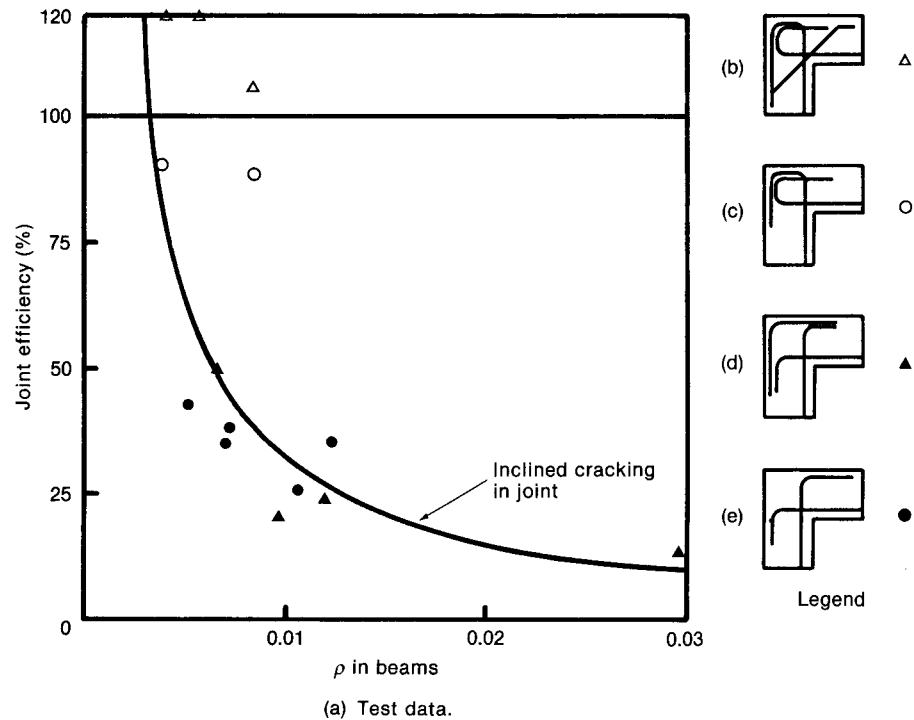 120
100
75
50
25
0
Joint efficiency (%)
0.01
0.02
0.03
ρ in beams
Inclined cracking
in joint
(a) Test data.
(b)
(c)
(d)
(e)
Legend